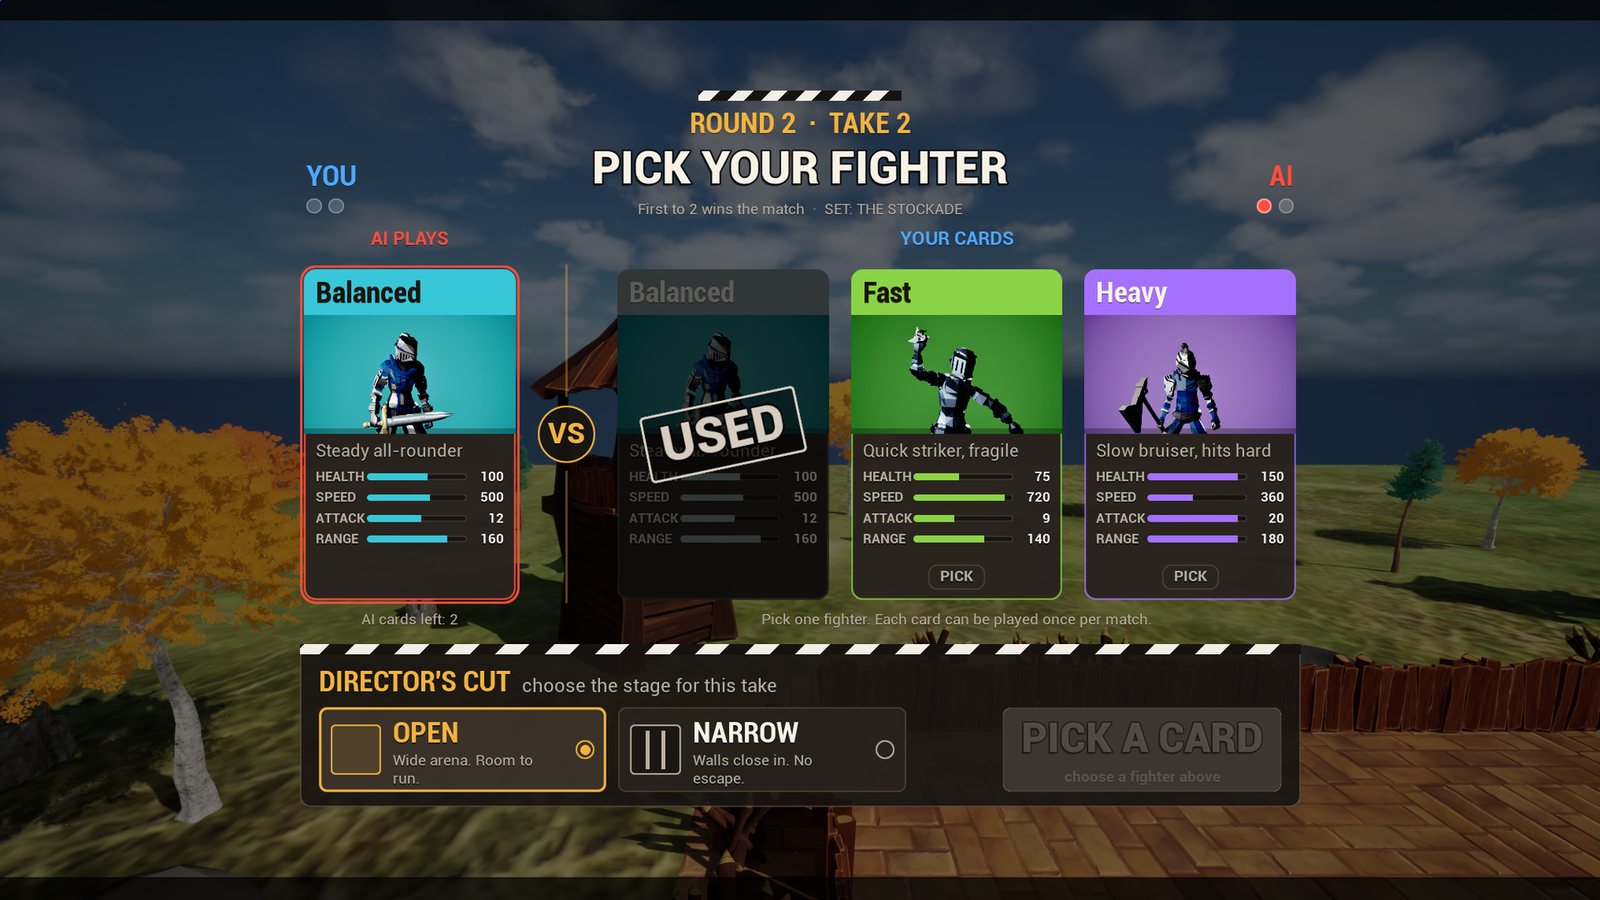 ROUND 2 · TAKE 2
PICK YOUR FIGHTER
First to 2 wins the match · SET: THE STOCKADE
YOU
AI
AI PLAYS
YOUR CARDS
Balanced
Steady all-rounder
HEALTH 100
SPEED 500
ATTACK 12
RANGE 160
AI cards left: 2
VS
Balanced
USED
HEALTH 100
SPEED 500
ATTACK 12
RANGE 160
Fast
Quick striker, fragile
HEALTH 75
SPEED 720
ATTACK 9
RANGE 140
PICK
Heavy
Slow bruiser, hits hard
HEALTH 150
SPEED 360
ATTACK 20
RANGE 180
PICK
Pick one fighter. Each card can be played once per match.
DIRECTOR'S CUT choose the stage for this take
OPEN
Wide arena. Room to
run.
NARROW
Walls close in. No
escape.
PICK A CARD
choose a fighter above